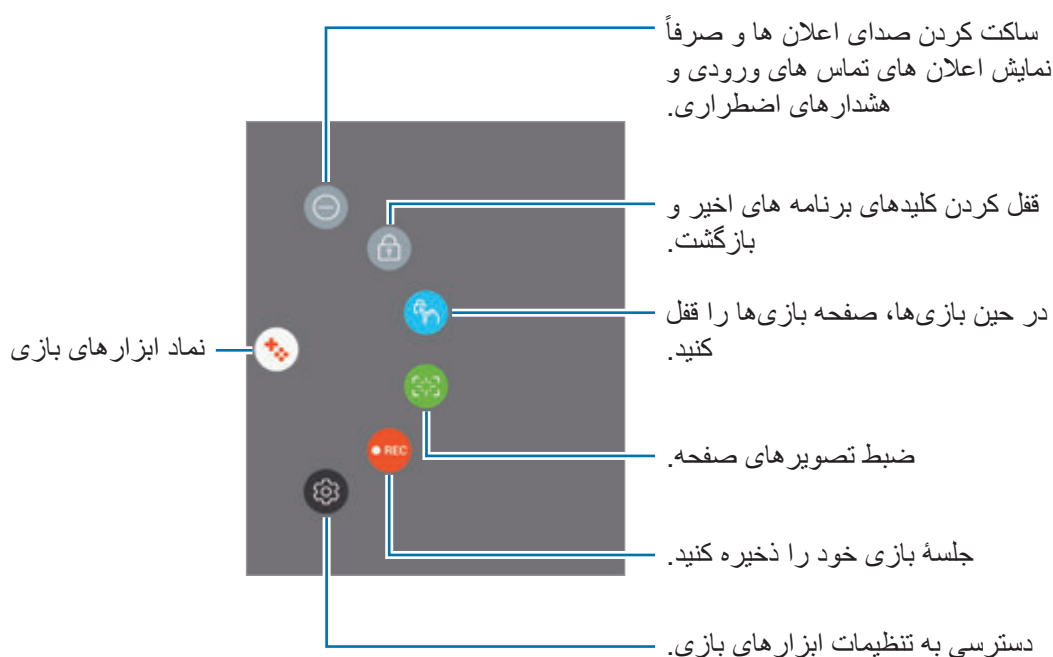 ساکت کردن صدای اعلان ها و صرفاً
نمایش اعلان های تماس های ورودی و
هشدارهای اضطراری.
قفل کردن کلیدهای برنامه های اخیر و
بازگشت.
در حین بازی‌ها، صفحه بازی‌ها را قفل
کنید.
نماد ابزارهای بازی
ضبط تصویرهای صفحه.
REC
جلسهٔ بازی خود را ذخیره کنید.
دسترسی به تنظیمات ابزارهای بازی.